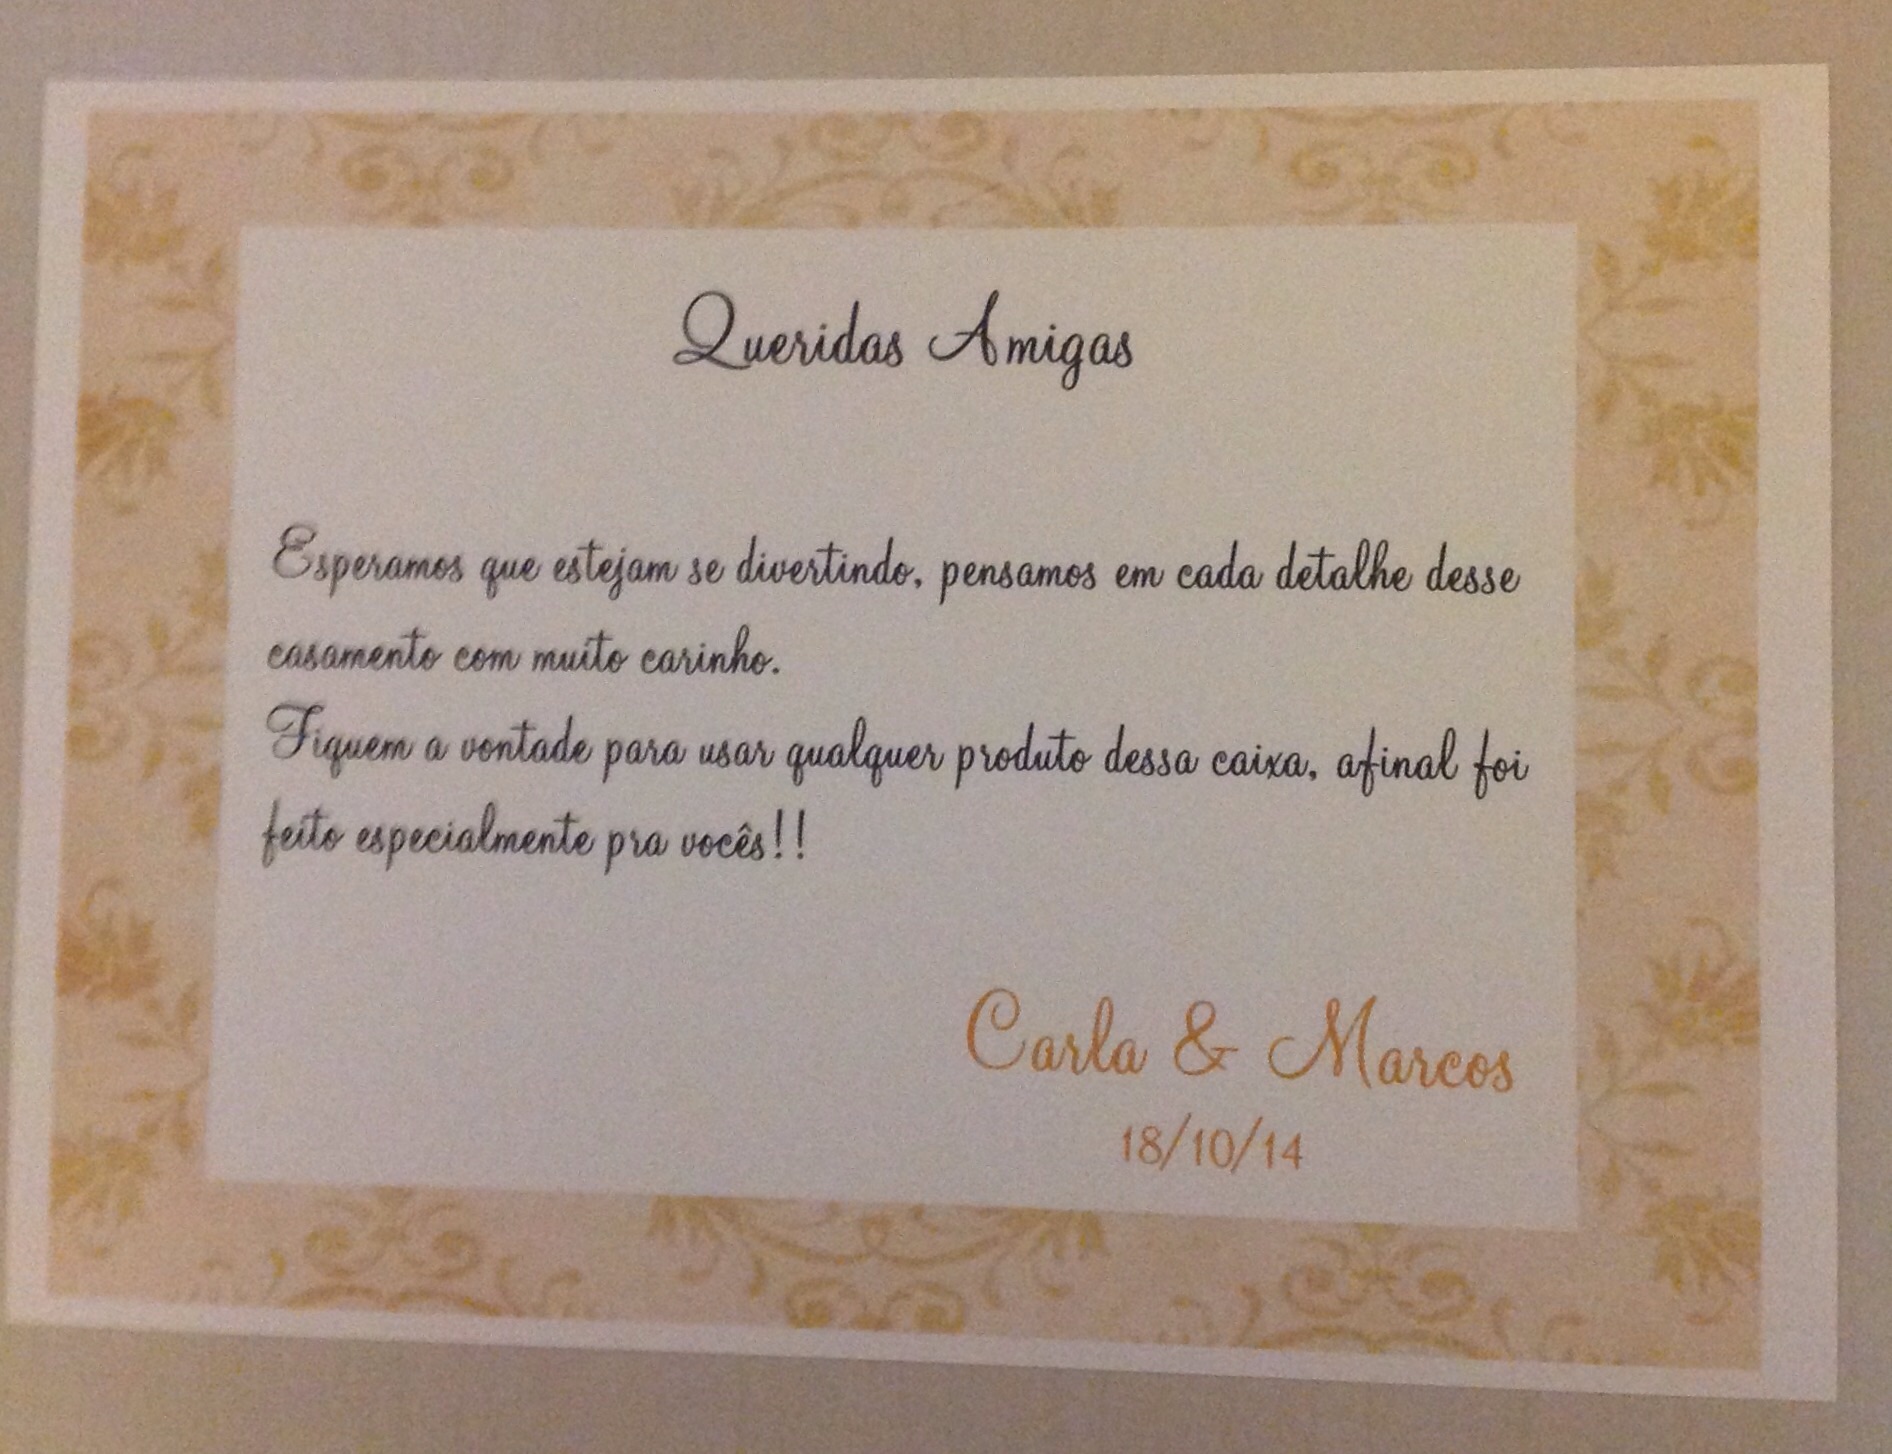 Queridas Amigas
Esperamos que estejam se divertindo, pensamos em cada detalhe desse
casamento com muito carinho.
Fiquem a vontade para usar qualquer produto dessa caixa, afinal foi
feito especialmente pra vocês!!
Carla & Marcos
18/10/14